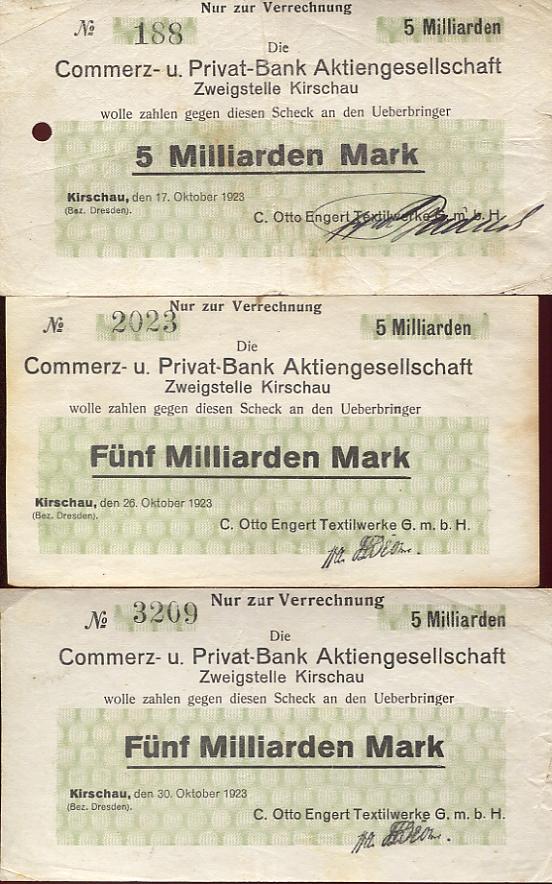 Nur zur Verrechnung
№ 188 5 Milliarden
Die
Commerz- u. Privat-Bank Aktiengesellschaft
Zweigstelle Kirschau
wolle zahlen gegen diesen Scheck an den Ueberbringer
5 Milliarden Mark
Kirschau, den 17. Oktober 1923
(Bez. Dresden).
C. Otto Engert Textilwerke G. m. b. H.
Nur zur Verrechnung
№ 2023 5 Milliarden
Die
Commerz- u. Privat-Bank Aktiengesellschaft
Zweigstelle Kirschau
wolle zahlen gegen diesen Scheck an den Ueberbringer
Fünf Milliarden Mark
Kirschau, den 26. Oktober 1923
(Bez. Dresden).
C. Otto Engert Textilwerke G. m. b. H.
Nur zur Verrechnung
№ 3209 5 Milliarden
Die
Commerz- u. Privat-Bank Aktiengesellschaft
Zweigstelle Kirschau
wolle zahlen gegen diesen Scheck an den Ueberbringer
Fünf Milliarden Mark
Kirschau, den 30. Oktober 1923
(Bez. Dresden).
C. Otto Engert Textilwerke G. m. b. H.